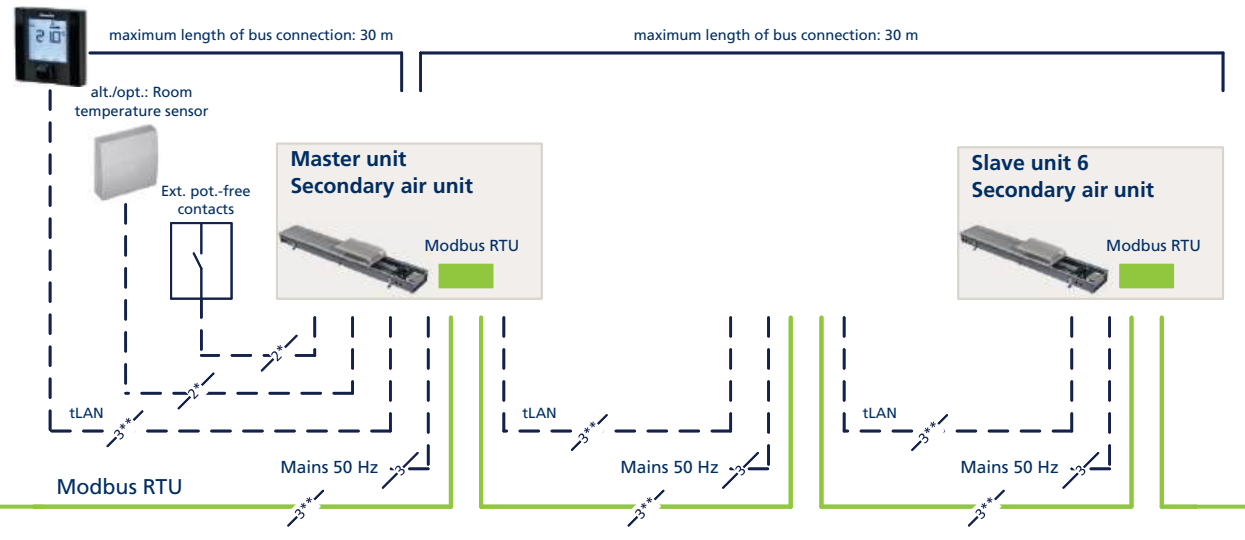 21.0°
maximum length of bus connection: 30 m
maximum length of bus connection: 30 m
alt./opt.: Room
temperature sensor
Ext. pot.-free
contacts
Master unit
Secondary air unit
Modbus RTU
Slave unit 6
Secondary air unit
Modbus RTU
2*
2*
tLAN
3**
tLAN
3**
tLAN
3**
Mains 50 Hz
3
Mains 50 Hz
3
Mains 50 Hz
3
Modbus RTU
3**
3**
3**